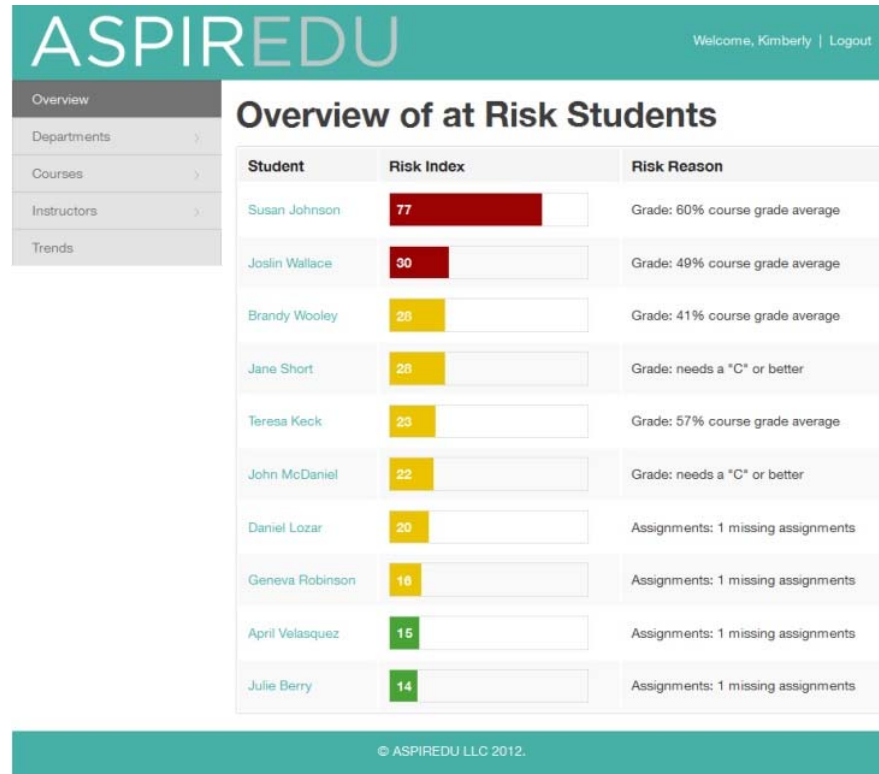 ASPIREDU
Welcome, Kimberly | Logout
Overview
Departments
Courses
Instructors
Trends
Overview of at Risk Students
Student Risk Index Risk Reason
Susan Johnson 77 Grade: 60% course grade average
Joslin Wallace 30 Grade: 49% course grade average
Brandy Wooley 28 Grade: 41% course grade average
Jane Short 28 Grade: needs a "C" or better
Teresa Keck 23 Grade: 57% course grade average
John McDaniel 22 Grade: needs a "C" or better
Daniel Lozar 20 Assignments: 1 missing assignments
Geneva Robinson 16 Assignments: 1 missing assignments
April Velasquez 15 Assignments: 1 missing assignments
Julie Berry 14 Assignments: 1 missing assignments
© ASPIREDU LLC 2012.